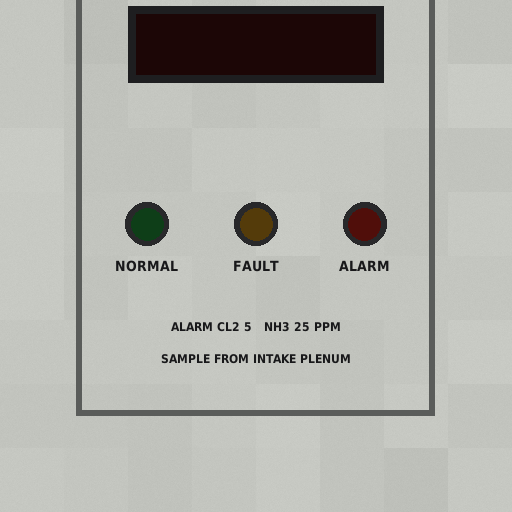 NORMAL FAULT ALARM
ALARM CL2 5 NH3 25 PPM
SAMPLE FROM INTAKE PLENUM